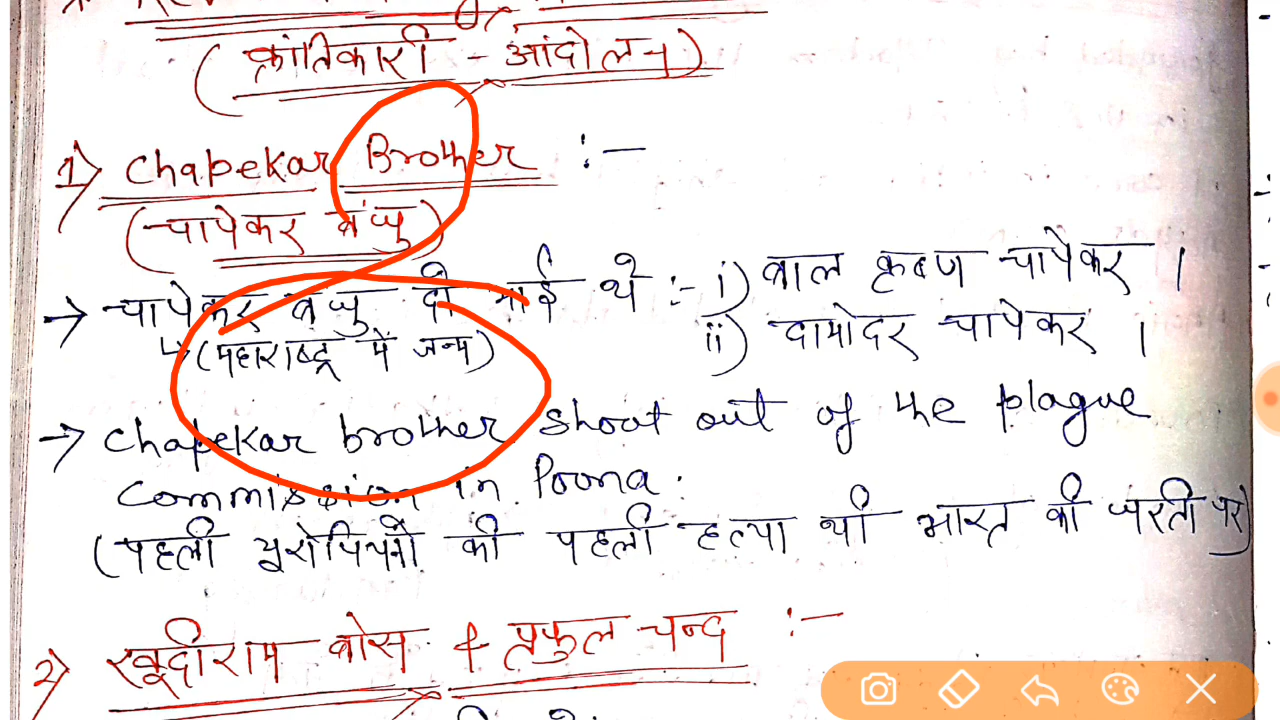 (क्रांतिकारी - आंदोलन)
1) Chapekar Brother :-
(चापेकर बंधु)
→ चापेकर बंधु दो भाई थे :- i) बाल कृष्ण चापेकर ।
ii) दामोदर चापेकर ।
↳ (महाराष्ट्र में जन्म)
→ Chapekar brother shoot out of the plague
Commission in Poona.
(पहली यूरोपियनों की पहली हत्या थी भारत की धरती पर)
2) खूदीराम बोस & प्रफुल चन्द :-